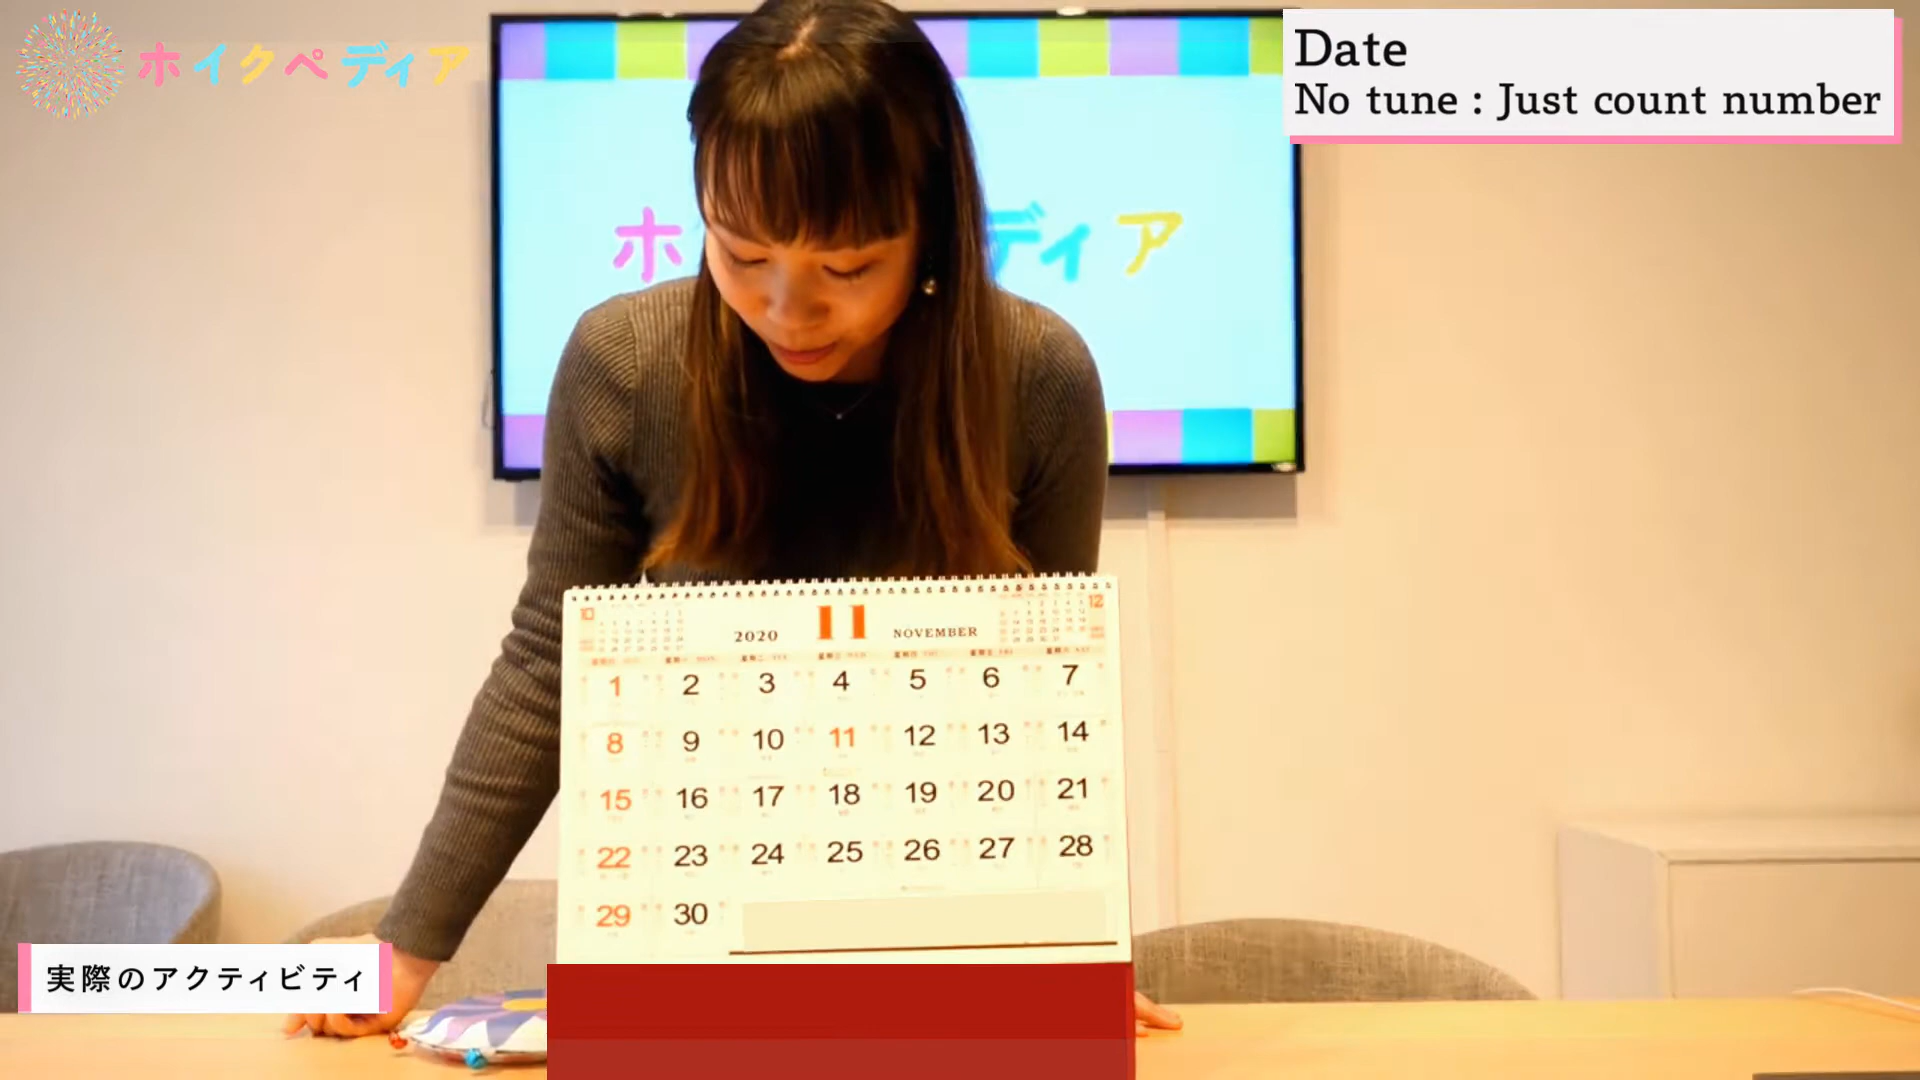 ホイクペディア
Date
No tune : Just count number
ホ ディア
10
2020 11 NOVEMBER
12
1 2 3 4 5 6 7
8 9 10 11 12 13 14
15 16 17 18 19 20 21
22 23 24 25 26 27 28
29 30
実際のアクティビティ